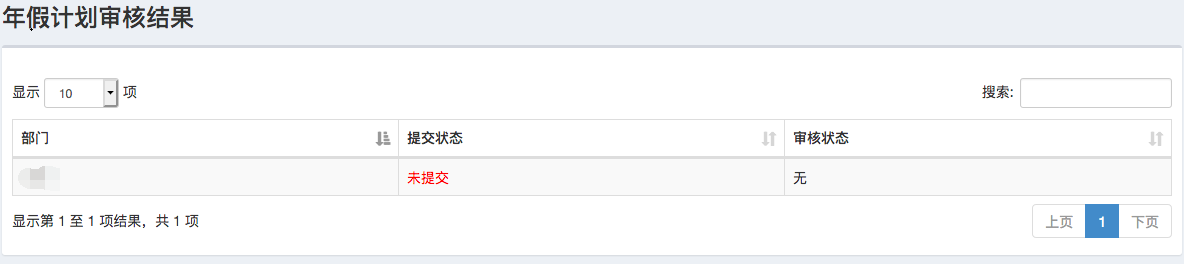 年假计划审核结果
显示 10 项 搜索:
部门 提交状态 审核状态
未提交 无
显示第 1 至 1 项结果，共 1 项 上页 1 下页